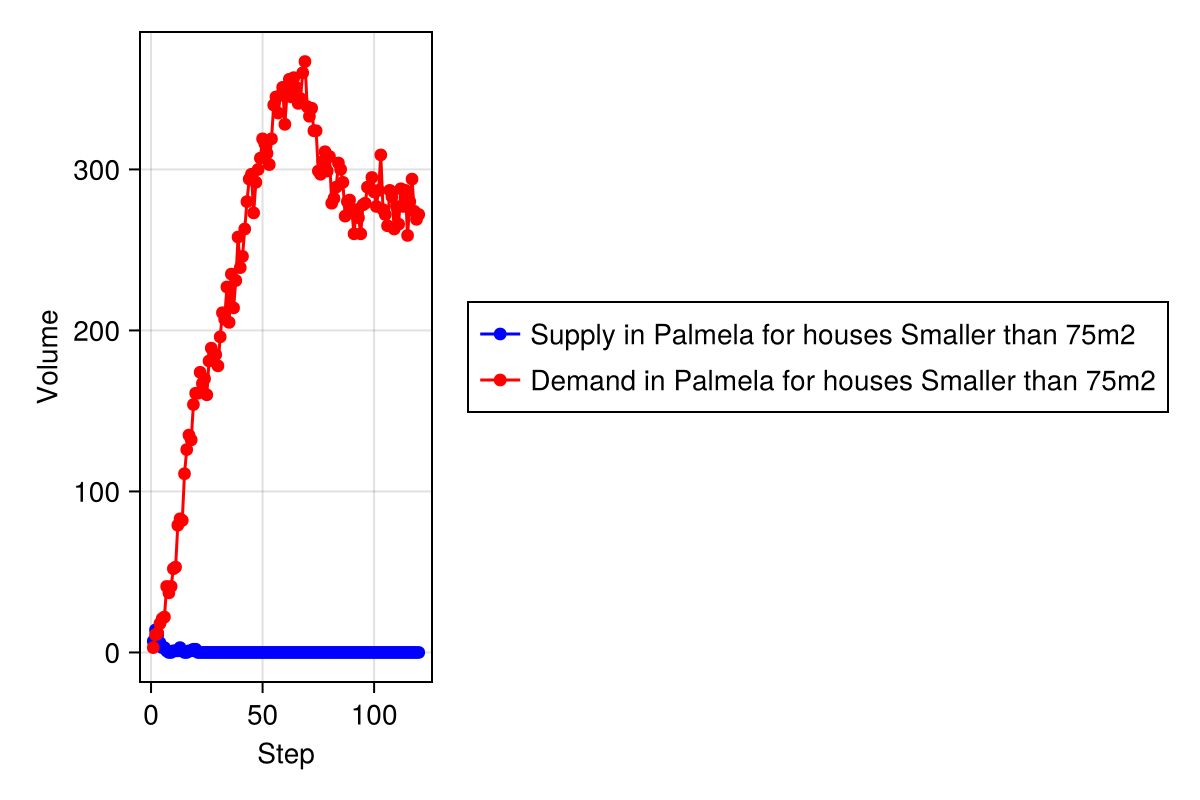 300
200
100
0
Volume
0 50 100
Step
Supply in Palmela for houses Smaller than 75m2
Demand in Palmela for houses Smaller than 75m2